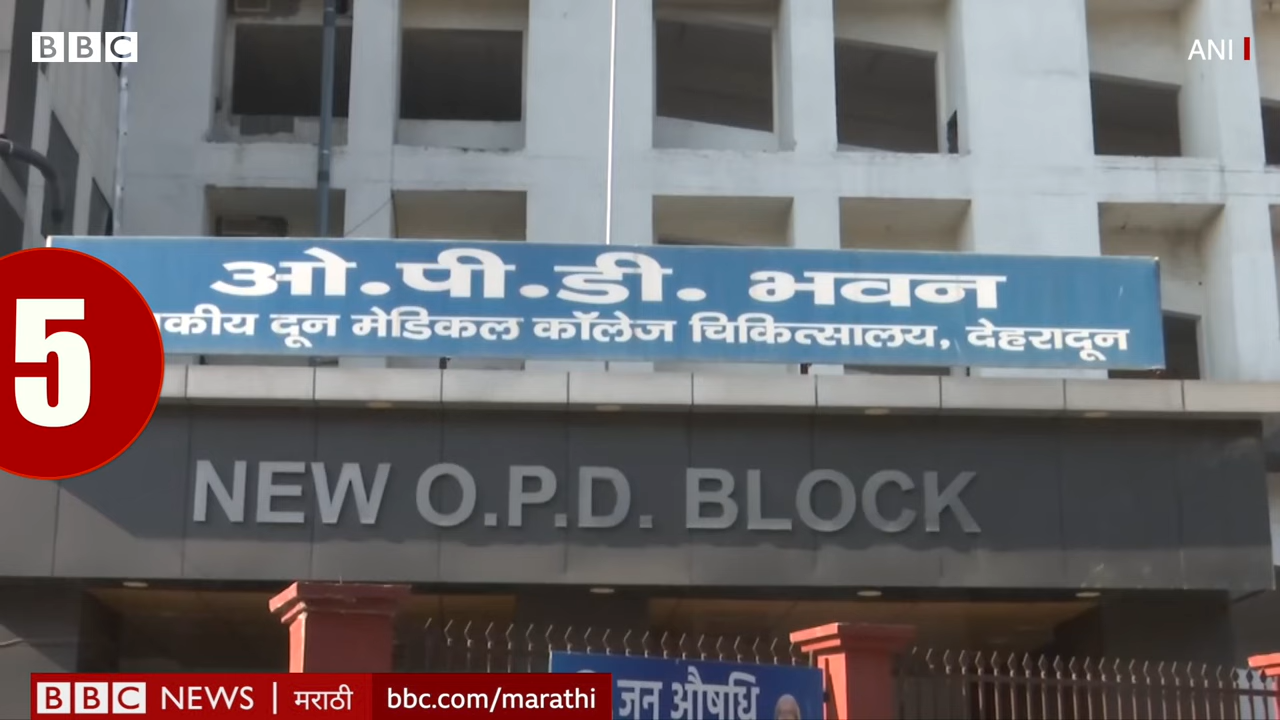 BBC
ANI
ओ.पी.डी. भवन
कीय दून मेडिकल कॉलेज चिकित्सालय, देहरादून
5
NEW O.P.D. BLOCK
जन औषधि
BBC NEWS | मराठी bbc.com/marathi